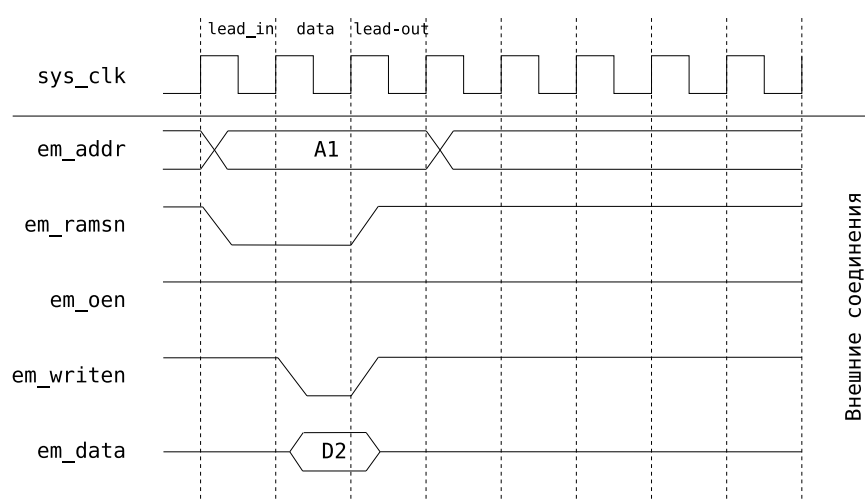 lead_in data lead-out
sys_clk
em_addr A1
em_ramsn
em_oen
em_writen
em_data D2
Внешние соединения